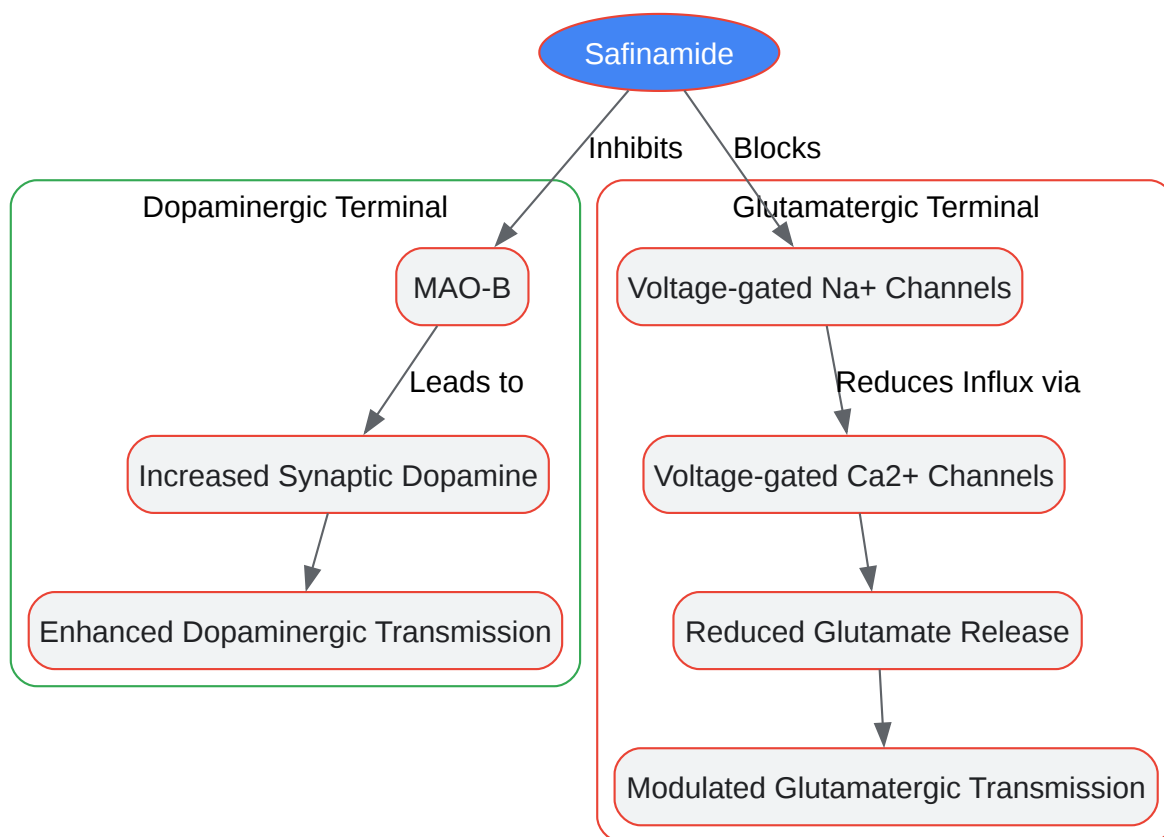 Safinamide
Inhibits
Blocks
Dopaminergic Terminal
Glutamatergic Terminal
MAO-B
Voltage-gated Na+ Channels
Leads to
Reduces Influx via
Increased Synaptic Dopamine
Voltage-gated Ca2+ Channels
Enhanced Dopaminergic Transmission
Reduced Glutamate Release
Modulated Glutamatergic Transmission